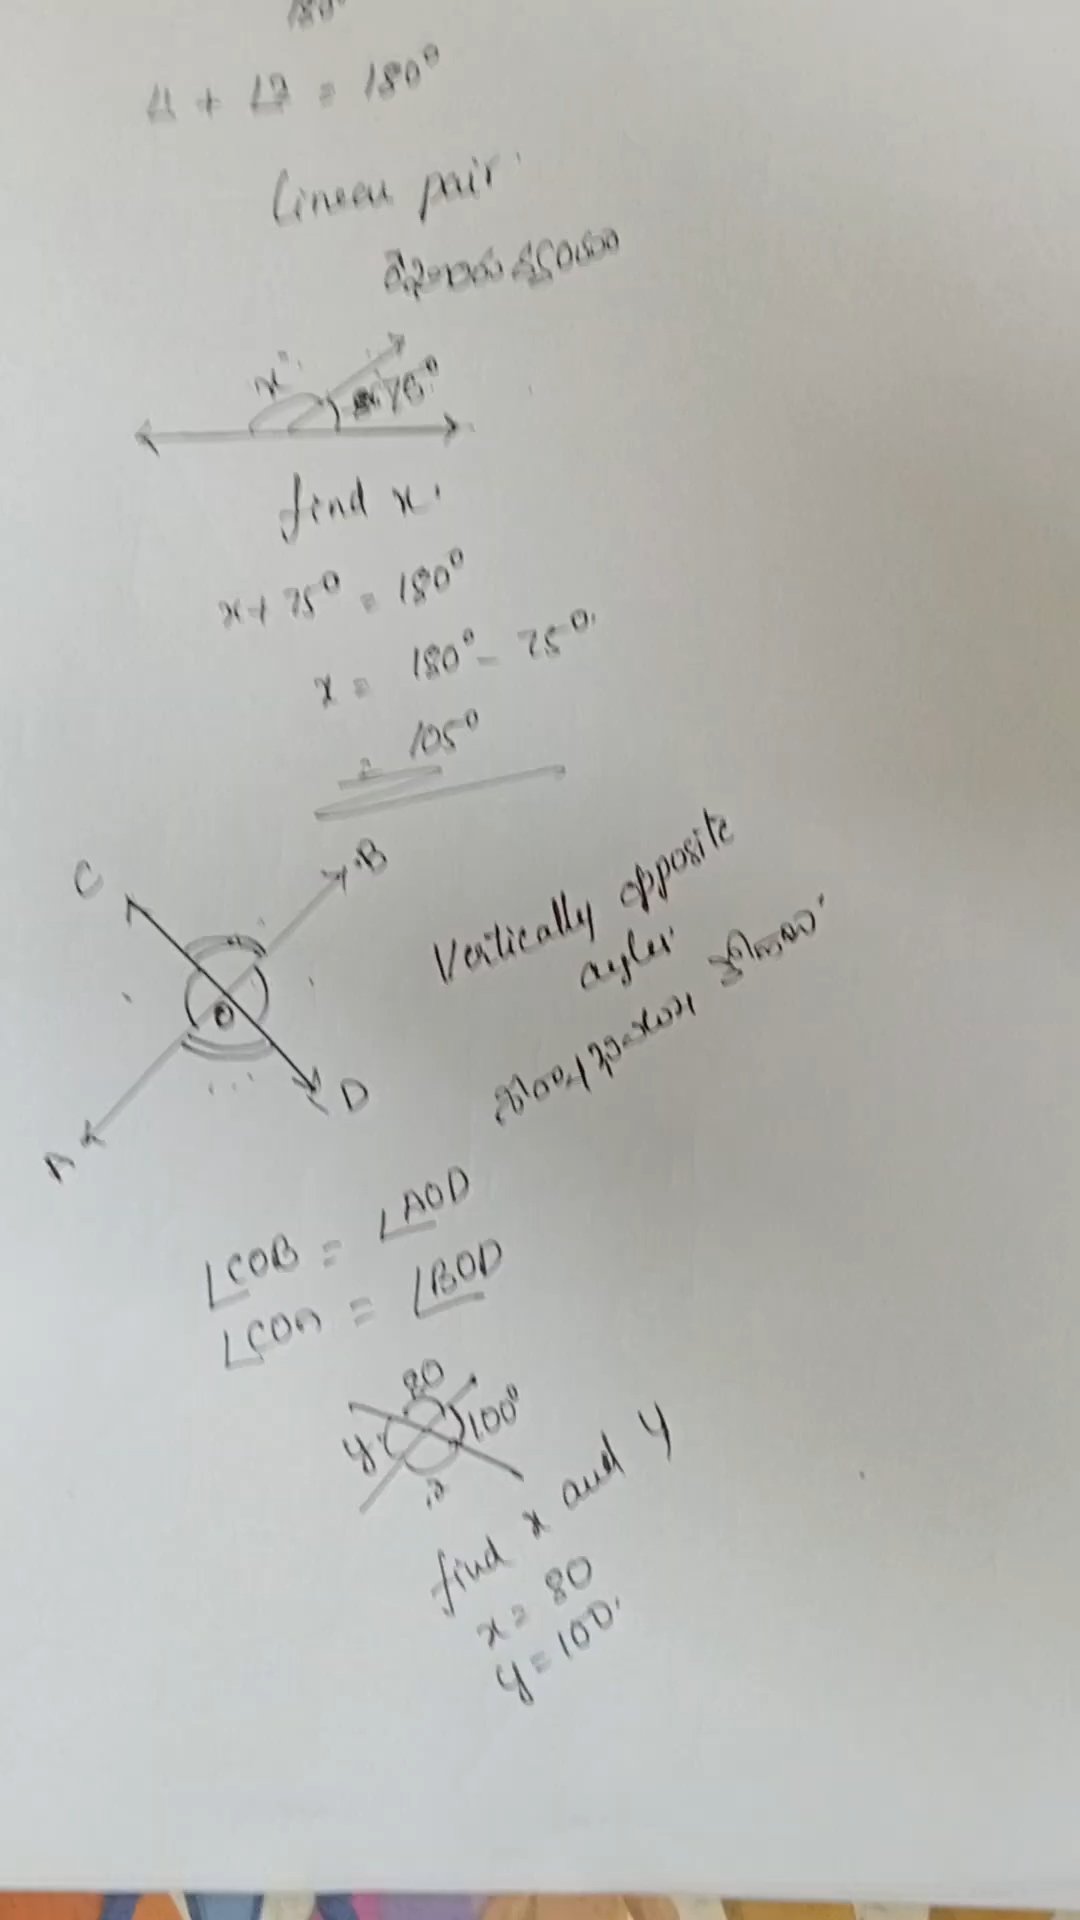 180°
∠1 + ∠2 = 180°
Linear pair
x°
75°
find x.
x + 75° = 180°
x = 180° - 75°
= 105°
C
B
O
D
A
Vertically opposite
angles
∠COB = ∠AOD
∠COA = ∠BOD
80
100°
y
x
find x and y
x = 80
y = 100.